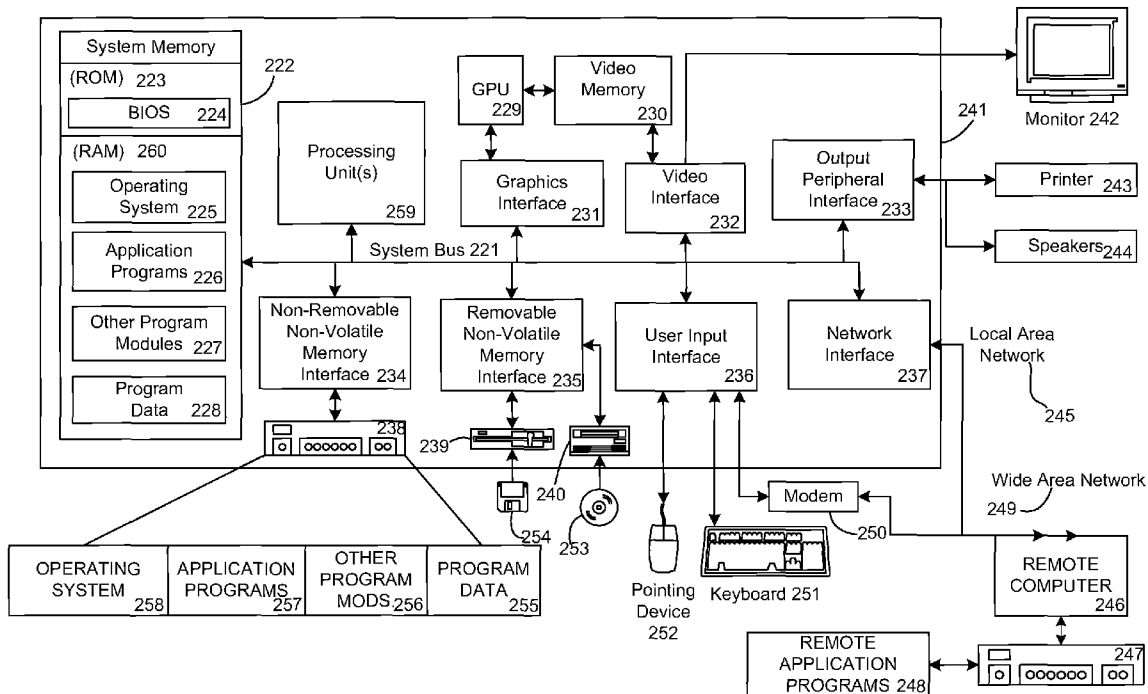 System Memory
(ROM) 223
BIOS 224
222
(RAM) 260
Operating
System
225
Application
Programs
226
Other Program
Modules 227
Program
Data
228
Processing
Unit(s)
259
GPU
229
Video
Memory
230
Graphics
Interface
231
Video
Interface
232
Output
Peripheral
Interface
233
241
Monitor 242
Printer
243
Speakers
244
System Bus 221
Non-Removable
Non-Volatile
Memory
Interface 234
Removable
Non-Volatile
Memory
Interface 235
User Input
Interface
236
Network
Interface
237
Local Area
Network
245
238
239
240
254
253
Wide Area Network
249
Modem
250
Pointing
Device
252
Keyboard 251
OPERATING
SYSTEM
258
APPLICATION
PROGRAMS
257
OTHER
PROGRAM
MODS
256
PROGRAM
DATA
255
REMOTE
COMPUTER
246
247
REMOTE
APPLICATION
PROGRAMS 248